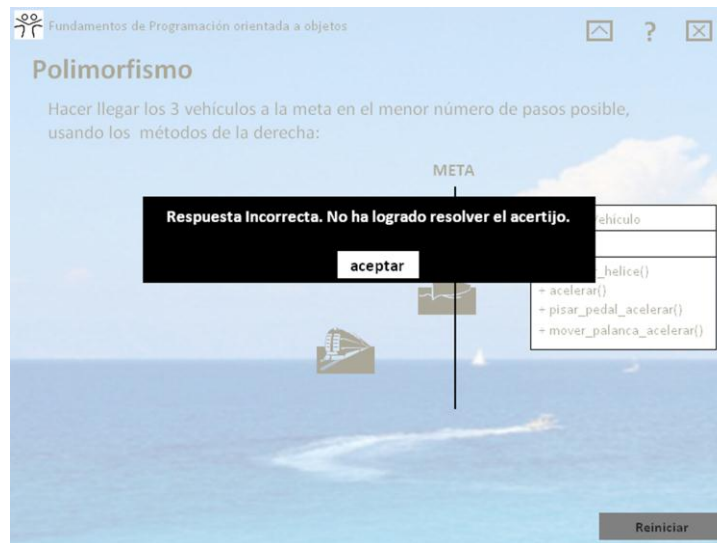 Fundamentos de Programación orientada a objetos
?
Polimorfismo
Hacer llegar los 3 vehículos a la meta en el menor número de pasos posible,
usando los métodos de la derecha:
META
Respuesta Incorrecta. No ha logrado resolver el acertijo.
aceptar
+ acelerar()
+ pisar_pedal_acelerar()
+ mover_palanca_acelerar()
Reiniciar